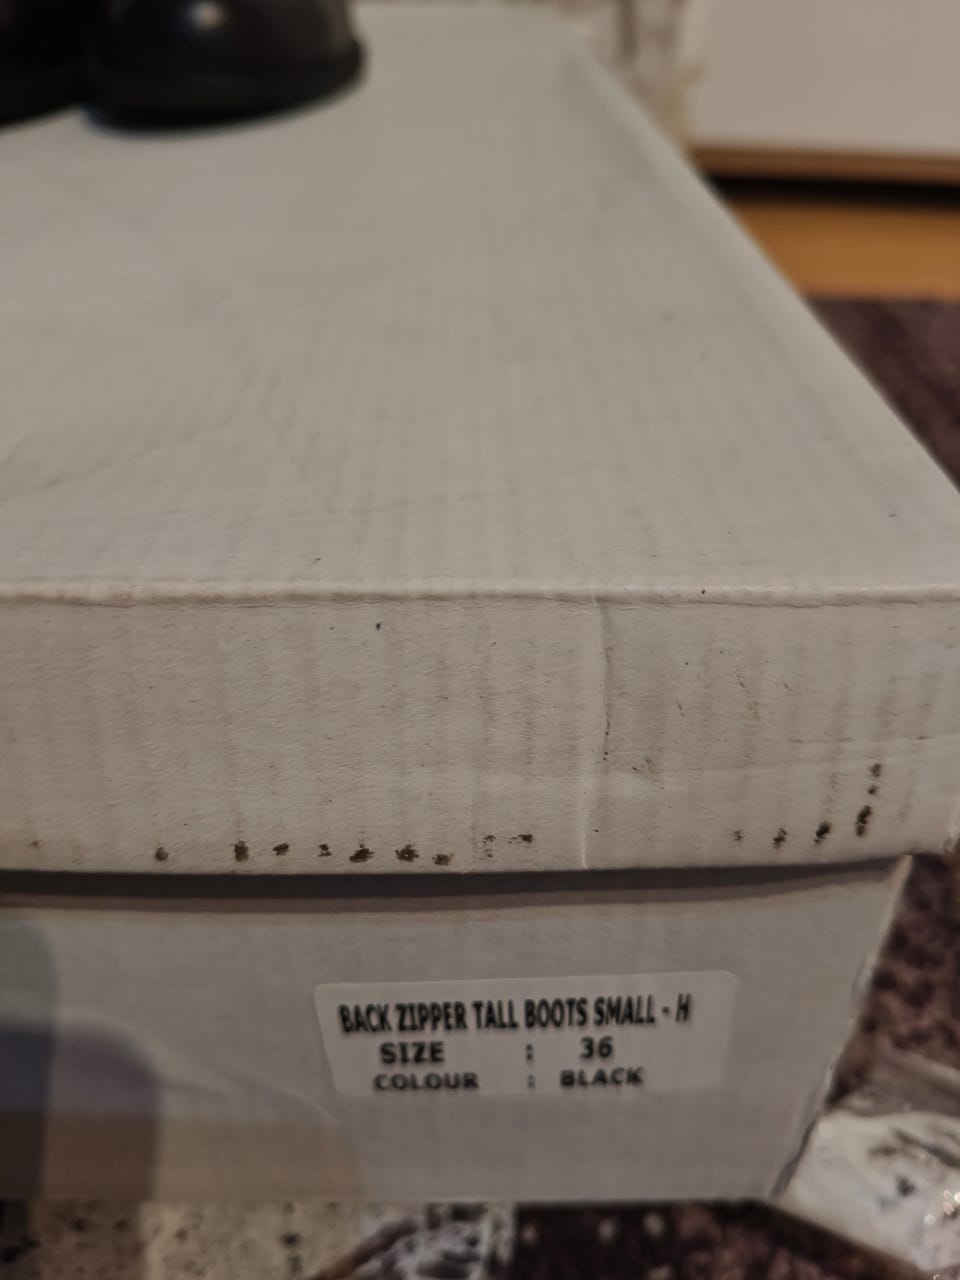 BACK ZIPPER TALL BOOTS SMALL - H
SIZE : 36
COLOUR : BLACK